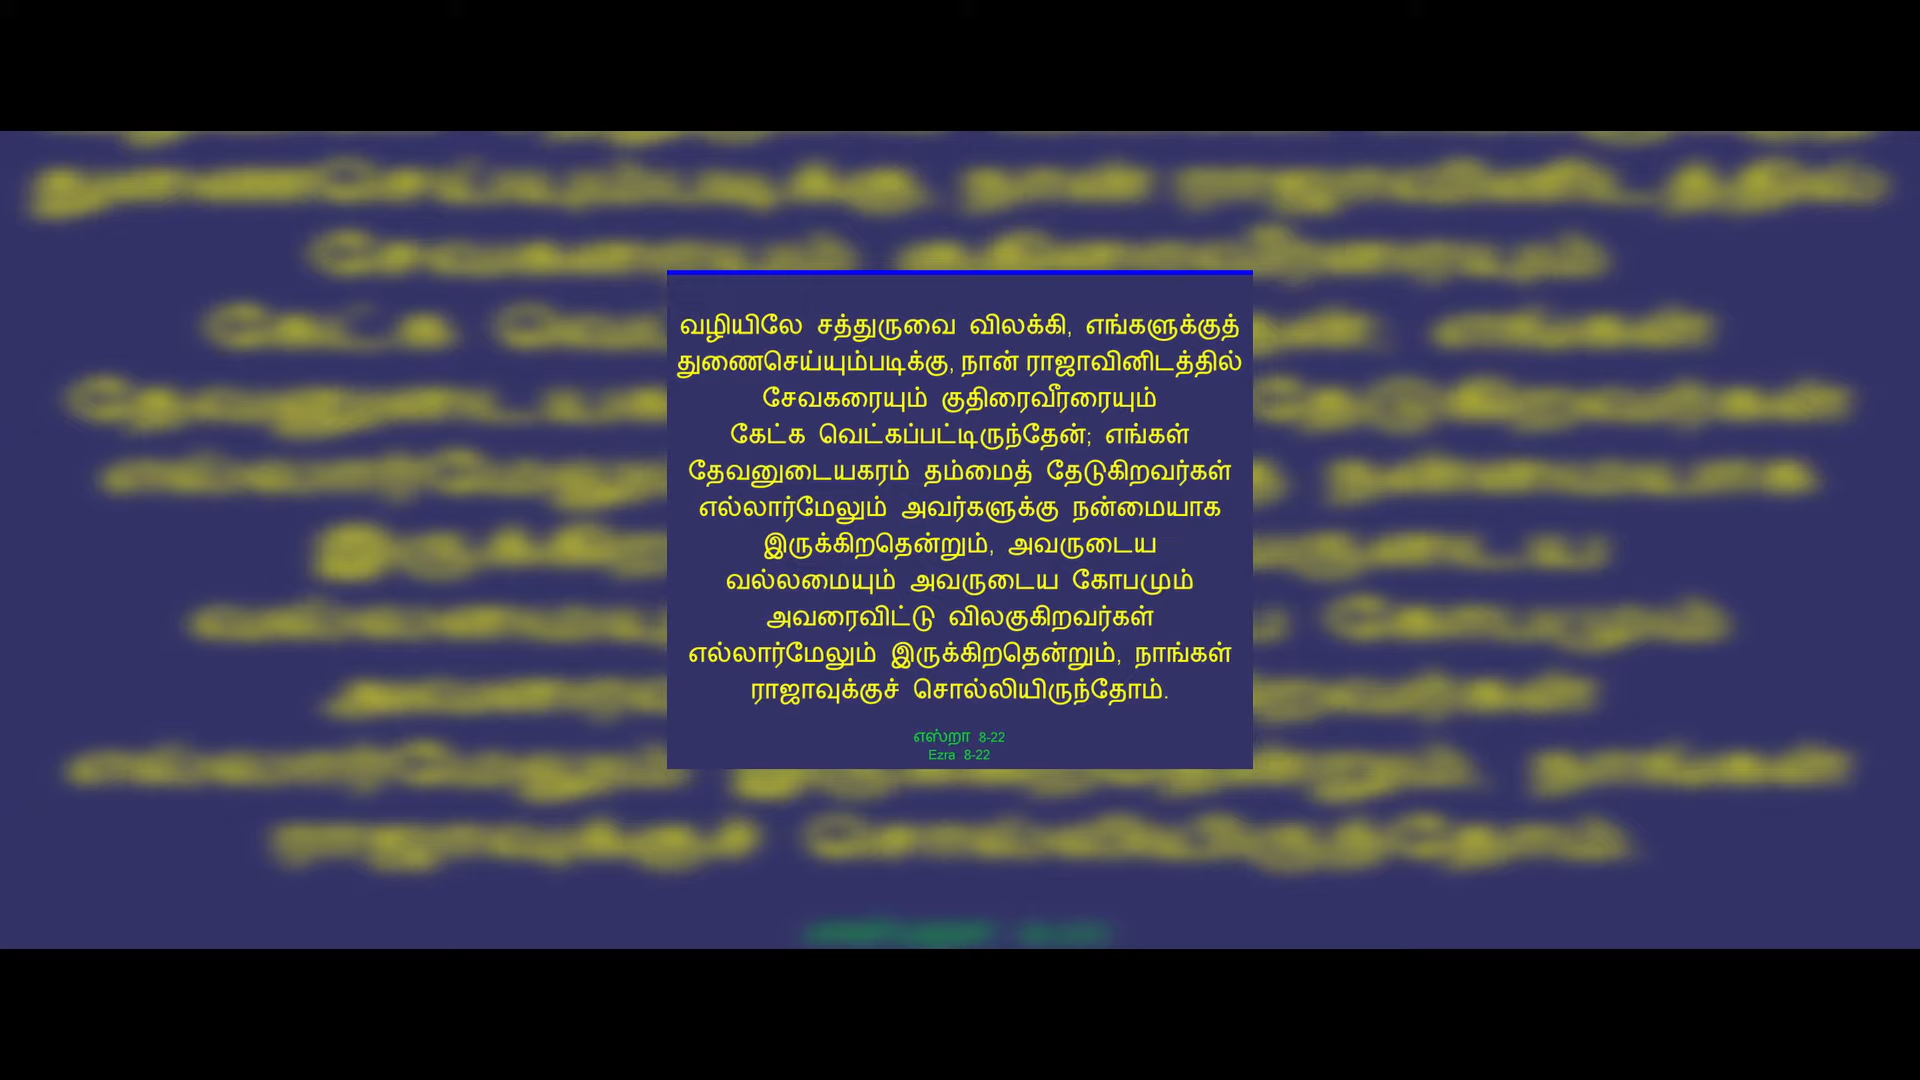 வழியிலே சத்துருவை விலக்கி, எங்களுக்குத்
துணைசெய்யும்படிக்கு, நான் ராஜாவினிடத்தில்
சேவகரையும் குதிரைவீரரையும்
கேட்க வெட்கப்பட்டிருந்தேன்; எங்கள்
தேவனுடையகரம் தம்மைத் தேடுகிறவர்கள்
எல்லார்மேலும் அவர்களுக்கு நன்மையாக
இருக்கிறதென்றும், அவருடைய
வல்லமையும் அவருடைய கோபமும்
அவரைவிட்டு விலகுகிறவர்கள்
எல்லார்மேலும் இருக்கிறதென்றும், நாங்கள்
ராஜாவுக்குச் சொல்லியிருந்தோம்.
எஸ்றா 8-22
Ezra 8-22